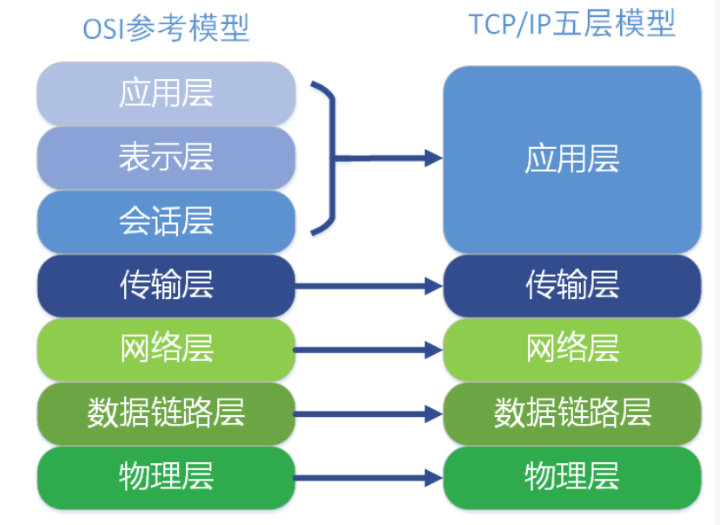 OSI参考模型
TCP/IP五层模型
应用层
表示层
会话层
传输层
网络层
数据链路层
物理层
应用层
传输层
网络层
数据链路层
物理层